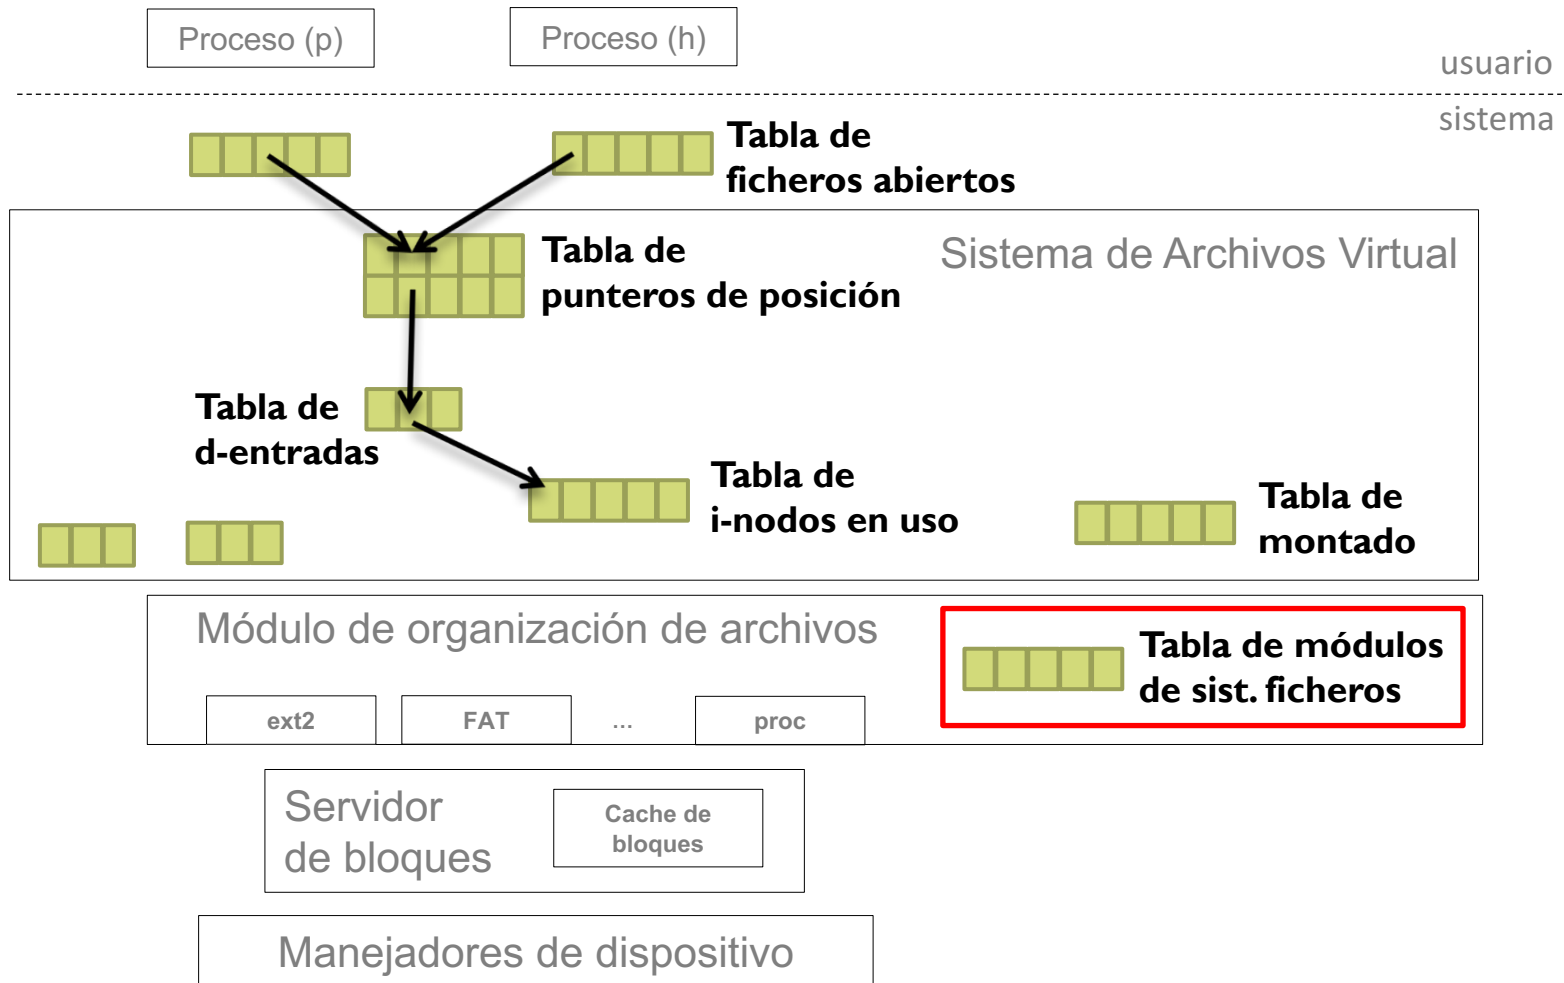 Proceso (p)
Proceso (h)
usuario
sistema
Tabla de
ficheros abiertos
Tabla de
punteros de posición
Sistema de Archivos Virtual
Tabla de
d-entradas
Tabla de
i-nodos en uso
Tabla de
montado
Módulo de organización de archivos
Tabla de módulos
de sist. ficheros
ext2
FAT
...
proc
Servidor
de bloques
Cache de
bloques
Manejadores de dispositivo